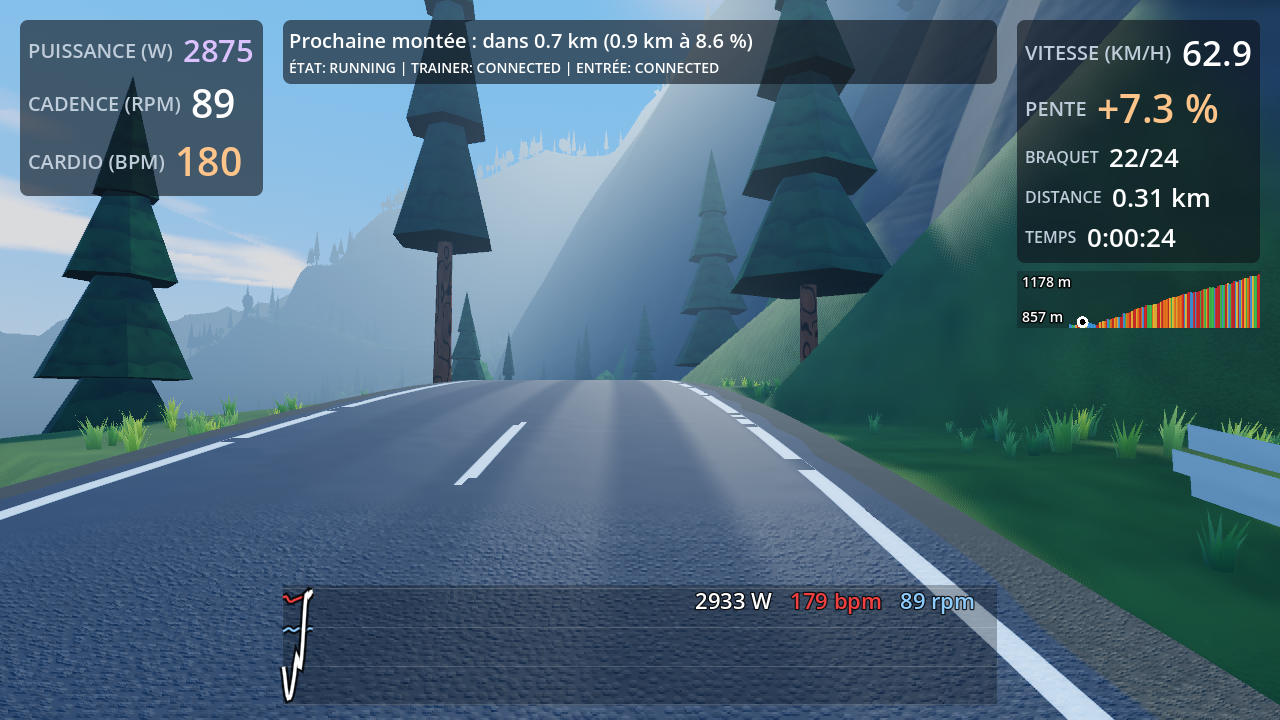 PUISSANCE (W) 2875
CADENCE (RPM) 89
CARDIO (BPM) 180
Prochaine montée : dans 0.7 km (0.9 km à 8.6 %)
ÉTAT: RUNNING | TRAINER: CONNECTED | ENTRÉE: CONNECTED
VITESSE (KM/H) 62.9
PENTE +7.3 %
BRAQUET 22/24
DISTANCE 0.31 km
TEMPS 0:00:24
1178 m
857 m
2933 W 179 bpm 89 rpm